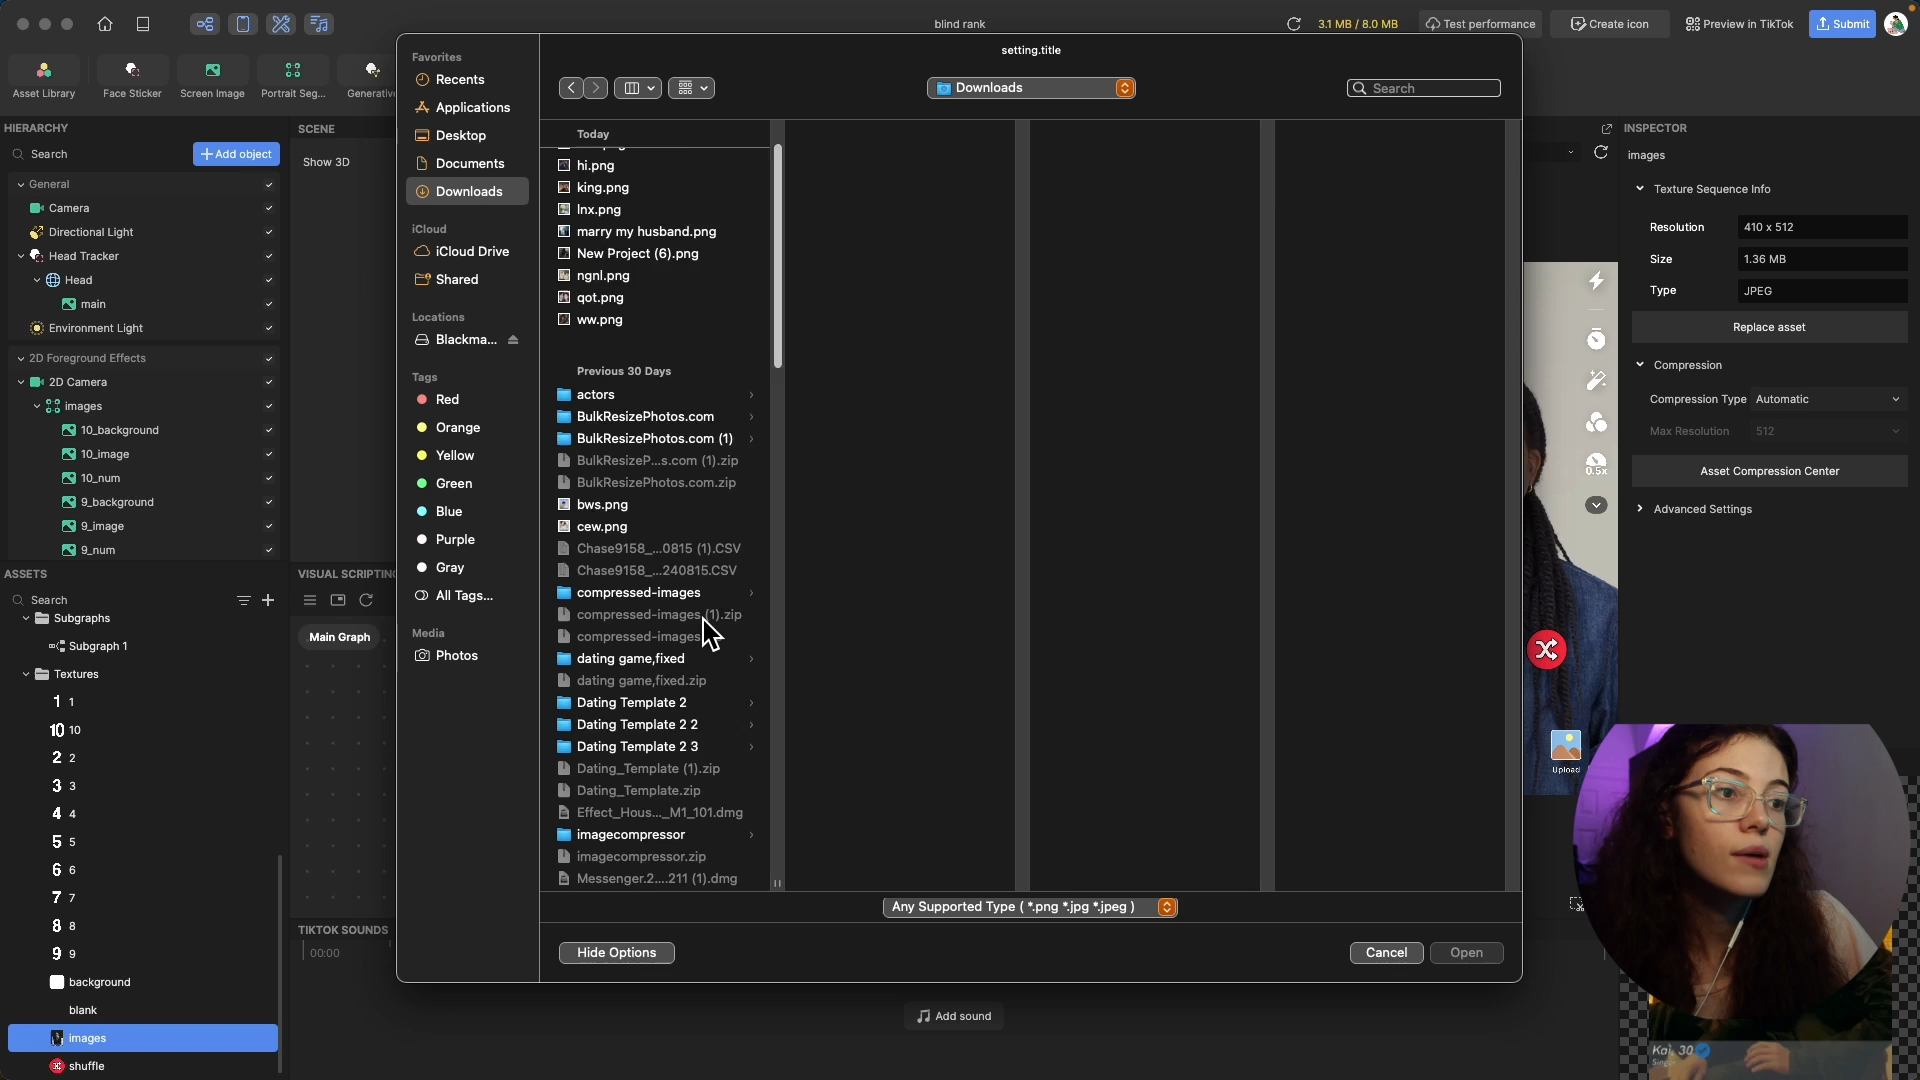 blind rank
3.1 MB / 8.0 MB
Test performance
Create icon
Preview in TikTok
Submit
Asset Library
Face Sticker
Screen Image
Portrait Seg...
Generativ
HIERARCHY
Search
Add object
General
Camera
Directional Light
Head Tracker
Head
main
Environment Light
2D Foreground Effects
2D Camera
images
10_background
10_image
10_num
9_background
9_image
9_num
ASSETS
Search
Subgraphs
Subgraph 1
Textures
1 1
10 10
2 2
3 3
4 4
5 5
6 6
7 7
8 8
9 9
background
blank
images
shuffle
SCENE
Show 3D
VISUAL SCRIPTING
Main Graph
TIKTOK SOUNDS
00:00
Add sound
Favorites
Recents
Applications
Desktop
Documents
Downloads
iCloud
iCloud Drive
Shared
Locations
Blackma...
Tags
Red
Orange
Yellow
Green
Blue
Purple
Gray
All Tags...
Media
Photos
setting.title
Downloads
Search
Today
hi.png
king.png
lnx.png
marry my husband.png
New Project (6).png
ngnl.png
qot.png
ww.png
Previous 30 Days
actors
BulkResizePhotos.com
BulkResizePhotos.com (1)
BulkResizeP...s.com (1).zip
BulkResizePhotos.com.zip
bws.png
cew.png
Chase9158_...0815 (1).CSV
Chase9158_...240815.CSV
compressed-images
compressed-images (1).zip
compressed-images
dating game,fixed
dating game,fixed.zip
Dating Template 2
Dating Template 2 2
Dating Template 2 3
Dating_Template (1).zip
Dating_Template.zip
Effect_Hous..._M1_101.dmg
imagecompressor
imagecompressor.zip
Messenger.2....211 (1).dmg
Any Supported Type ( *.png *.jpg *.jpeg )
Hide Options
Cancel
Open
INSPECTOR
images
Texture Sequence Info
Resolution 410 x 512
Size 1.36 MB
Type JPEG
Replace asset
Compression
Compression Type Automatic
Max Resolution 512
Asset Compression Center
Advanced Settings
0.5x
Upload
Kai, 30